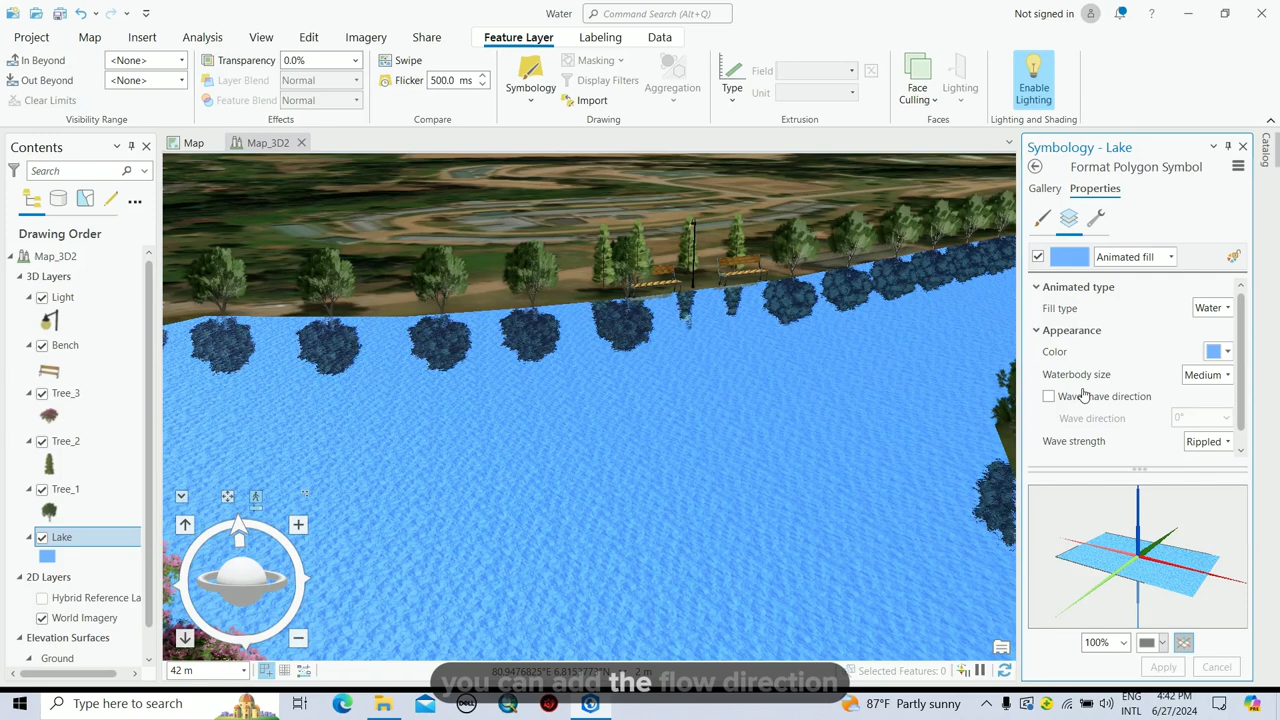 Water
Command Search (Alt+Q)
Not signed in
Project Map Insert Analysis View Edit Imagery Share Feature Layer Labeling Data
In Beyond <None>
Out Beyond <None>
Clear Limits
Visibility Range
Transparency 0.0%
Layer Blend Normal
Feature Blend Normal
Effects
Swipe
Flicker 500.0 ms
Compare
Symbology
Masking
Display Filters
Import
Aggregation
Drawing
Type
Field
Unit
Extrusion
Face Culling
Lighting
Faces
Enable Lighting
Lighting and Shading
Contents
Search
Drawing Order
Map_3D2
3D Layers
Light
Bench
Tree_3
Tree_2
Tree_1
Lake
2D Layers
Hybrid Reference La
World Imagery
Elevation Surfaces
Ground
Map
Map_3D2
42 m
80.9476825°E 6.8153773°N
2 m
Selected Features: 0
you can add the flow direction
Symbology - Lake
Format Polygon Symbol
Gallery Properties
Animated fill
Animated type
Fill type Water
Appearance
Color
Waterbody size Medium
Wave direction 0°
Wave strength Rippled
100%
Apply Cancel
Catalog
Type here to search
87°F Partly sunny
ENG
INTL
4:42 PM
6/27/2024